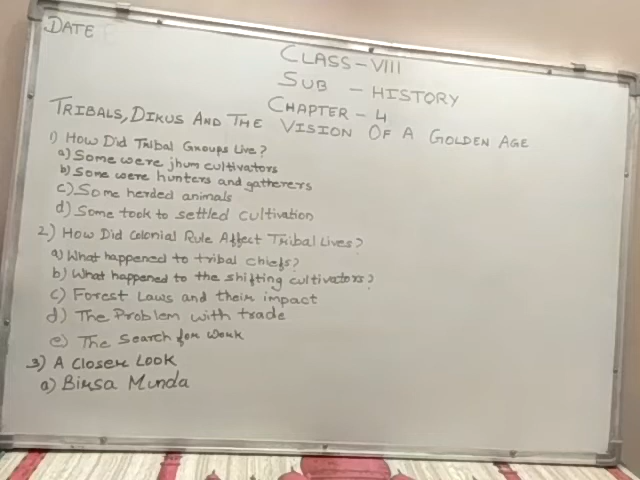 DATE
CLASS-VIII
SUB - HISTORY
CHAPTER - 4
TRIBALS, DIKUS AND THE VISION OF A GOLDEN AGE
1) How Did Tribal Groups Live?
a) Some were jhum cultivators
b) Some were hunters and gatherers
c) Some herded animals
d) Some took to settled cultivation
2) How Did Colonial Rule Affect Tribal Lives?
a) What happened to tribal chiefs?
b) What happened to the shifting cultivators?
c) Forest Laws and their impact
d) The Problem with trade
e) The Search for Work
3) A Closer Look
a) Birsa Munda